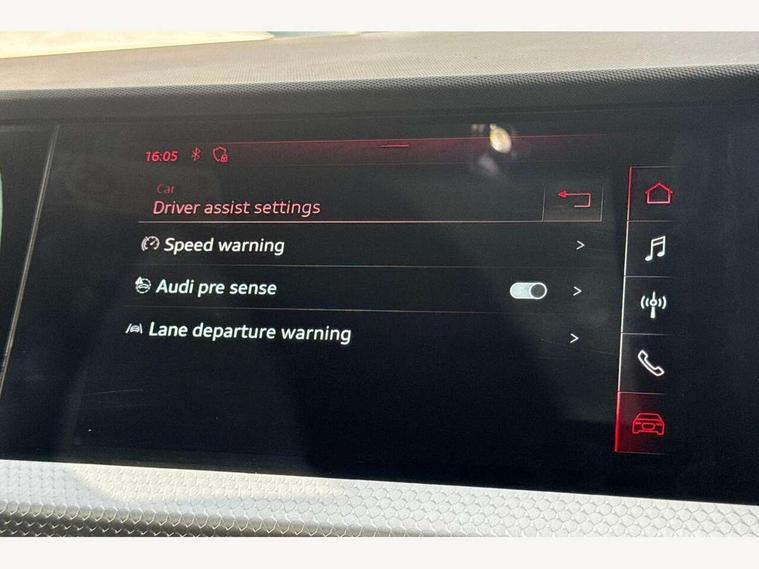 16:05
Car
Driver assist settings
Speed warning
Audi pre sense
Lane departure warning